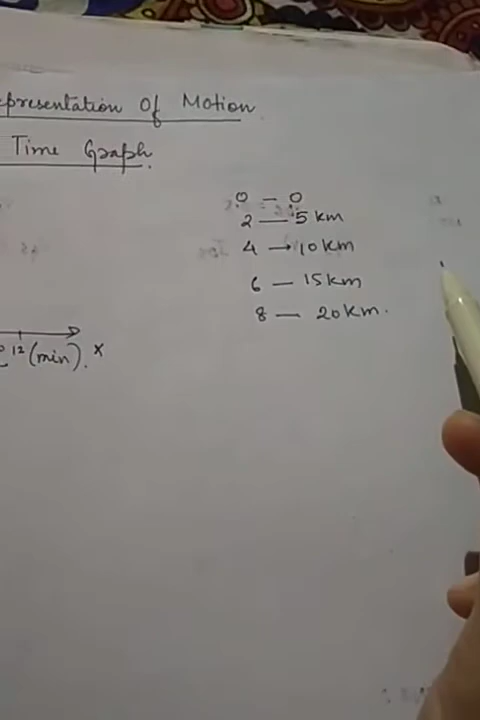 epresentation Of Motion
Time Graph.
0 - 0
2 — 5 km
4 → 10 km
6 — 15 km
8 — 20 km.
12 (min). x